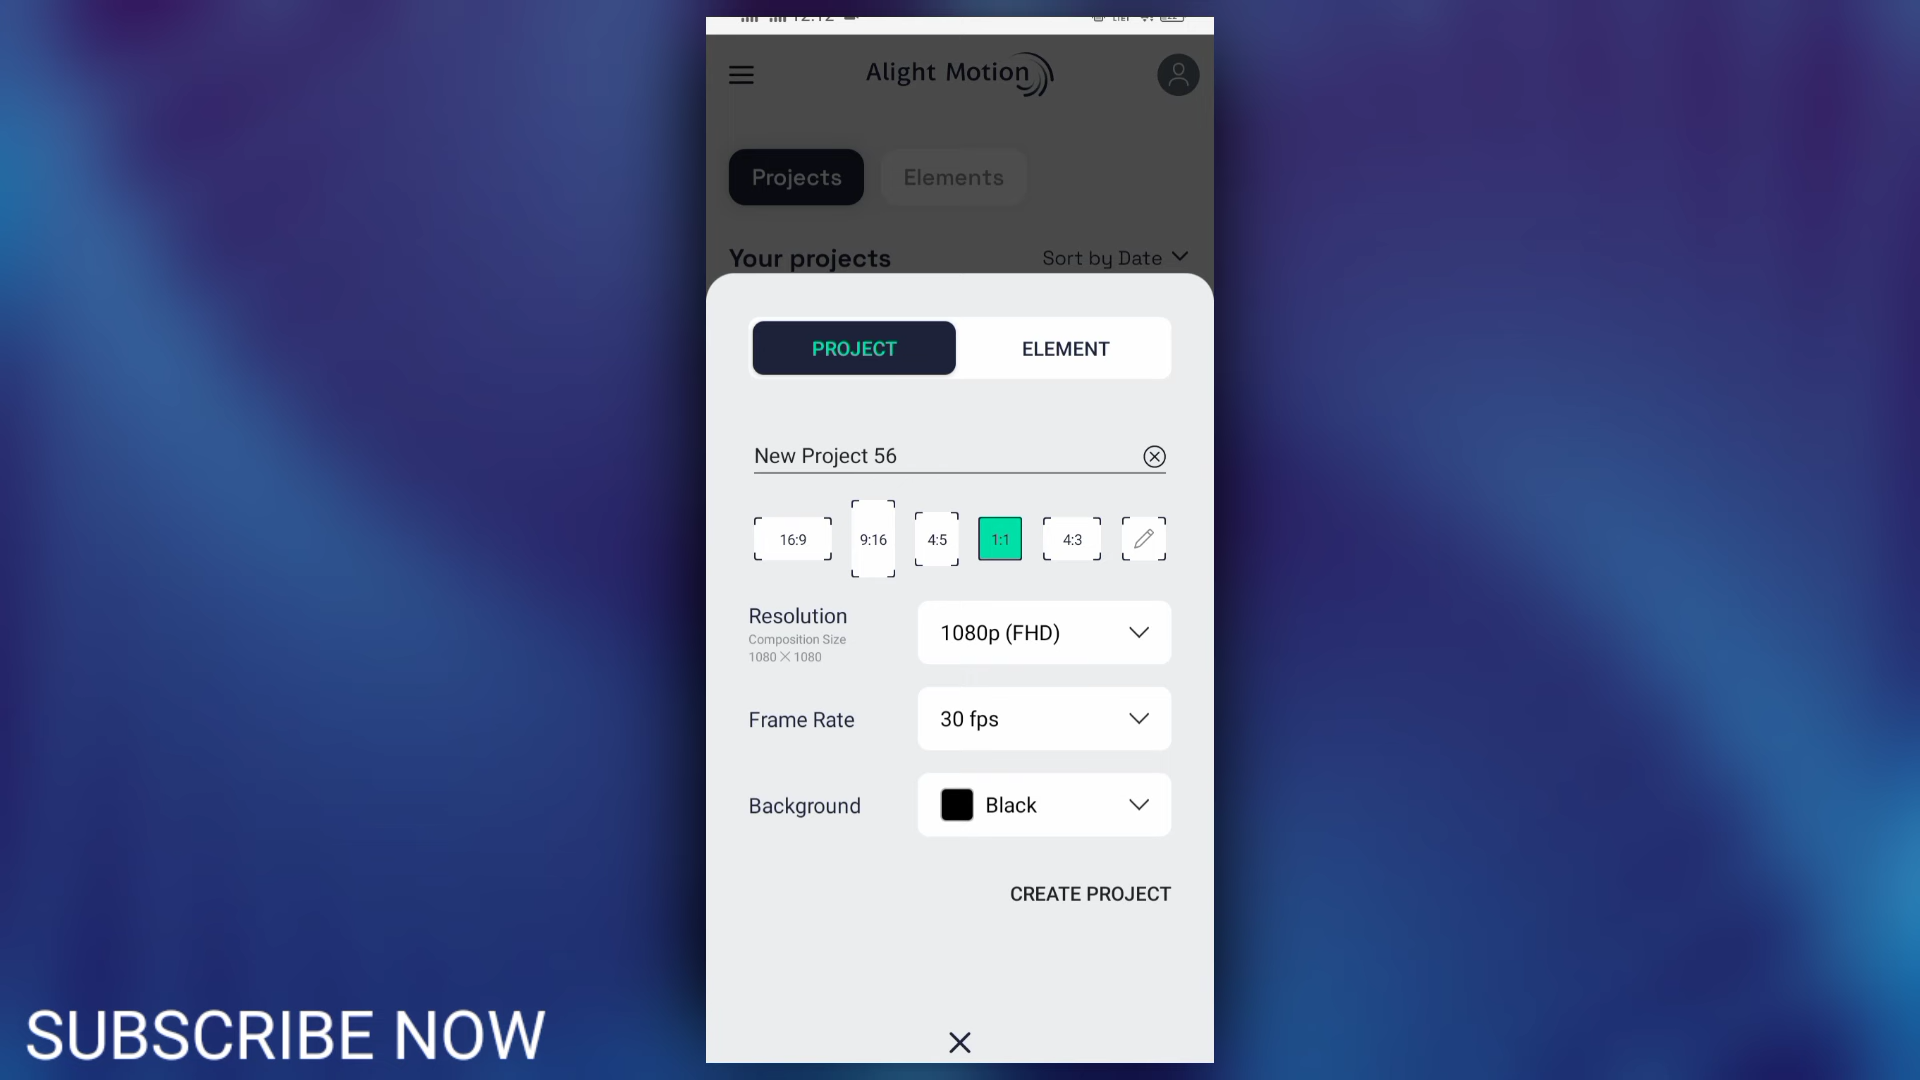 12:12
Alight Motion
Projects
Elements
Your projects
Sort by Date
PROJECT
ELEMENT
New Project 56
16:9
9:16
4:5
1:1
4:3
Resolution
Composition Size
1080 × 1080
1080p (FHD)
Frame Rate
30 fps
Background
Black
CREATE PROJECT
SUBSCRIBE NOW